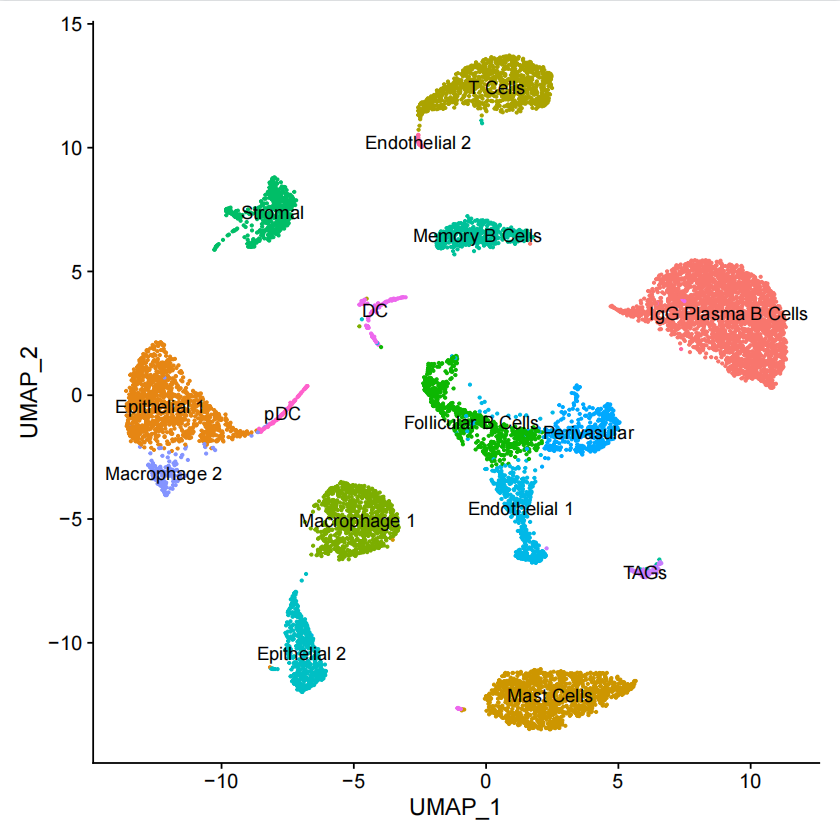 15
T Cells
10
Endothelial 2
Stromal
Memory B Cells
5
DC
IgG Plasma B Cells
UMAP_2
0
Epithelial 1
pDC
Follicular B Cells
Perivasular
Macrophage 2
Endothelial 1
−5
Macrophage 1
TAGs
−10
Epithelial 2
Mast Cells
−10
−5
0
5
10
UMAP_1